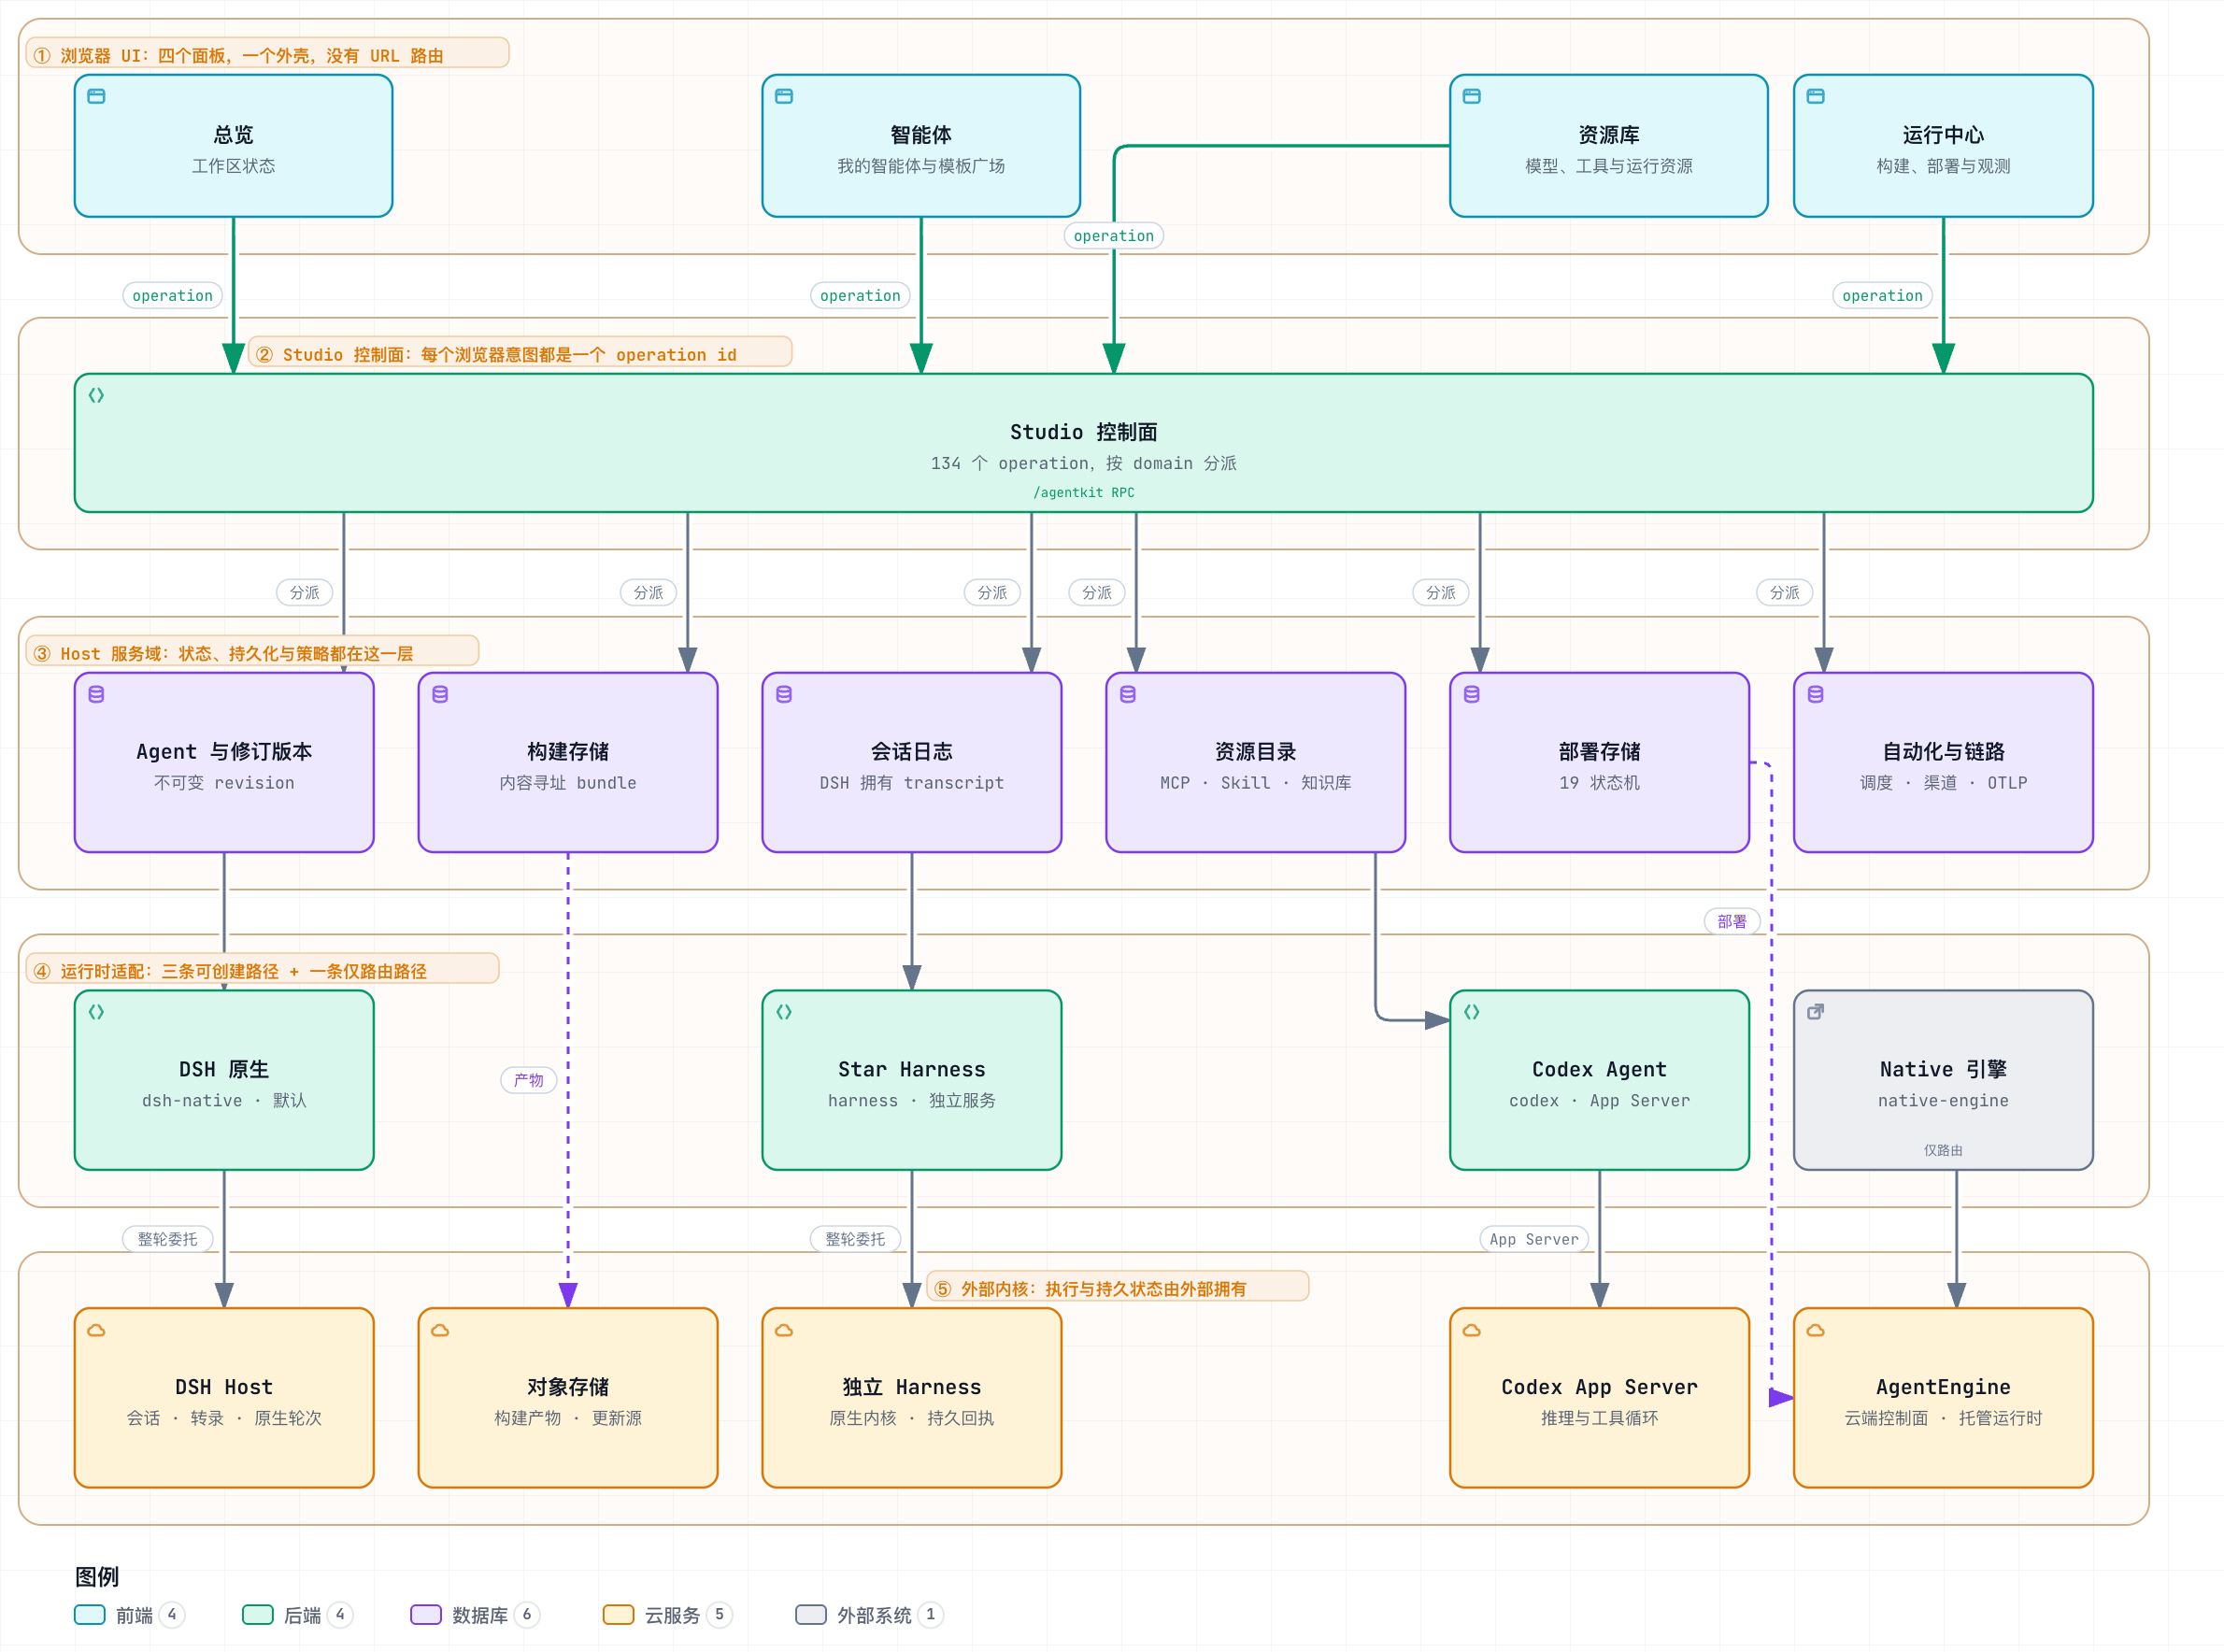 ① 浏览器 UI：四个面板，一个外壳，没有 URL 路由
总览
工作区状态
智能体
我的智能体与模板广场
资源库
模型、工具与运行资源
运行中心
构建、部署与观测
operation
operation
operation
operation
② Studio 控制面：每个浏览器意图都是一个 operation id
Studio 控制面
134 个 operation，按 domain 分派
/agentkit RPC
分派
分派
分派
分派
分派
分派
③ Host 服务域：状态、持久化与策略都在这一层
Agent 与修订版本
不可变 revision
构建存储
内容寻址 bundle
会话日志
DSH 拥有 transcript
资源目录
MCP · Skill · 知识库
部署存储
19 状态机
自动化与链路
调度 · 渠道 · OTLP
部署
④ 运行时适配：三条可创建路径 + 一条仅路由路径
DSH 原生
dsh-native · 默认
产物
Star Harness
harness · 独立服务
Codex Agent
codex · App Server
Native 引擎
native-engine
仅路由
整轮委托
整轮委托
App Server
⑤ 外部内核：执行与持久状态由外部拥有
DSH Host
会话 · 转录 · 原生轮次
对象存储
构建产物 · 更新源
独立 Harness
原生内核 · 持久回执
Codex App Server
推理与工具循环
AgentEngine
云端控制面 · 托管运行时
图例
前端 4
后端 4
数据库 6
云服务 5
外部系统 1